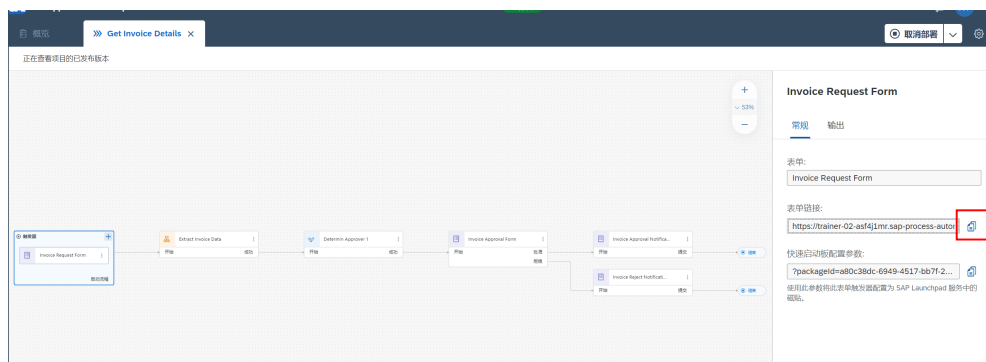 概览
Get Invoice Details ×
取消部署
正在查看项目的已发布版本
+
53%
−
触发器
+
Invoice Request Form
Extract Invoice Data
开始
成功
Determin Approver 1
开始
成功
Invoice Approval Form
开始
批准
拒绝
Invoice Approval Notifica...
开始
提交
结束
Invoice Reject Notificati...
开始
提交
结束
Invoice Request Form
常规 输出
表单:
Invoice Request Form
表单链接:
https://trainer-02-asf4j1mr.sap-process-autor
快速启动板配置参数:
?packageId=a80c38dc-6949-4517-bb7f-2...
使用此参数将此表单触发器配置为 SAP Launchpad 服务中的
磁贴。